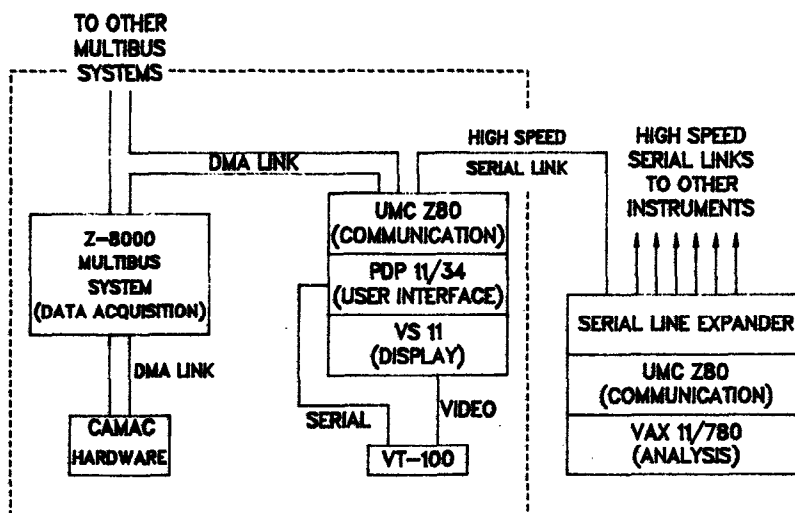 TO OTHER
MULTIBUS
SYSTEMS
DMA LINK
HIGH SPEED
SERIAL LINK
HIGH SPEED
SERIAL LINKS
TO OTHER
INSTRUMENTS
Z-8000
MULTIBUS
SYSTEM
(DATA ACQUISITION)
UMC Z80
(COMMUNICATION)
PDP 11/34
(USER INTERFACE)
VS 11
(DISPLAY)
SERIAL LINE EXPANDER
UMC Z80
(COMMUNICATION)
VAX 11/780
(ANALYSIS)
DMA LINK
SERIAL
VIDEO
CAMAC
HARDWARE
VT-100